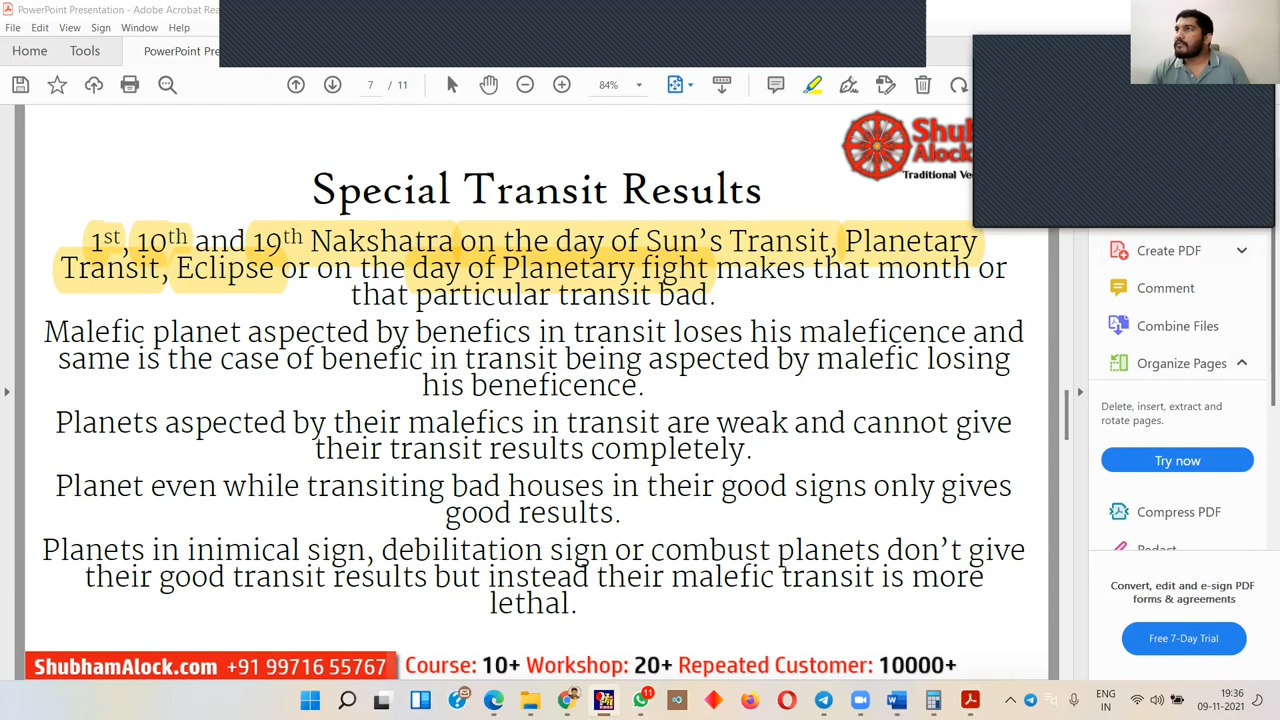 PowerPoint Presentation - Adobe Acrobat Rea
File Edit View Sign Window Help
Home Tools PowerPoint Pre
7 / 11 84%
Shub
Alock
Traditional Ve
Special Transit Results
1st, 10th and 19th Nakshatra on the day of Sun’s Transit, Planetary
Transit, Eclipse or on the day of Planetary fight makes that month or
that particular transit bad.
Malefic planet aspected by benefics in transit loses his maleficence and
same is the case of benefic in transit being aspected by malefic losing
his beneficence.
Planets aspected by their malefics in transit are weak and cannot give
their transit results completely.
Planet even while transiting bad houses in their good signs only gives
good results.
Planets in inimical sign, debilitation sign or combust planets don’t give
their good transit results but instead their malefic transit is more
lethal.
ShubhamAlock.com +91 99716 55767 Course: 10+ Workshop: 20+ Repeated Customer: 10000+
Create PDF
Comment
Combine Files
Organize Pages
Delete, insert, extract and
rotate pages.
Try now
Compress PDF
Redact
Convert, edit and e-sign PDF
forms & agreements
Free 7-Day Trial
11
ENG
IN
19:36
09-11-2021